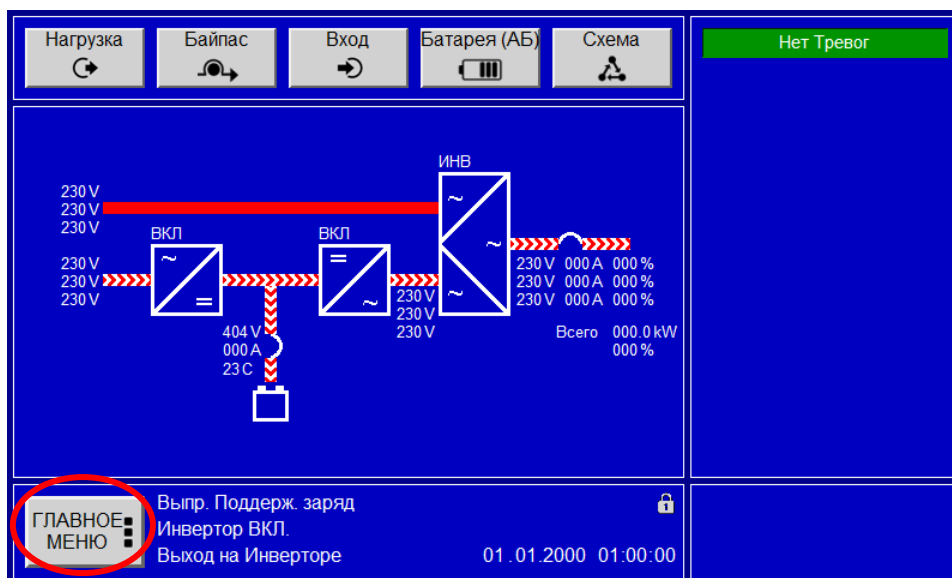 Нагрузка
Байпас
Вход
Батарея (АБ)
Схема
Нет Тревог
ИНВ
230 V
230 V
230 V
ВКЛ
ВКЛ
~
~
~
=
~
=
~
~
230 V
230 V
230 V
230 V 000 A 000 %
230 V 000 A 000 %
230 V 000 A 000 %
230 V
230 V
230 V
Всего 000.0 kW
000 %
404 V
000 A
23 C
ГЛАВНОЕ
МЕНЮ
Выпр. Поддерж. заряд
Инвертор ВКЛ.
Выход на Инверторе
01.01.2000 01:00:00